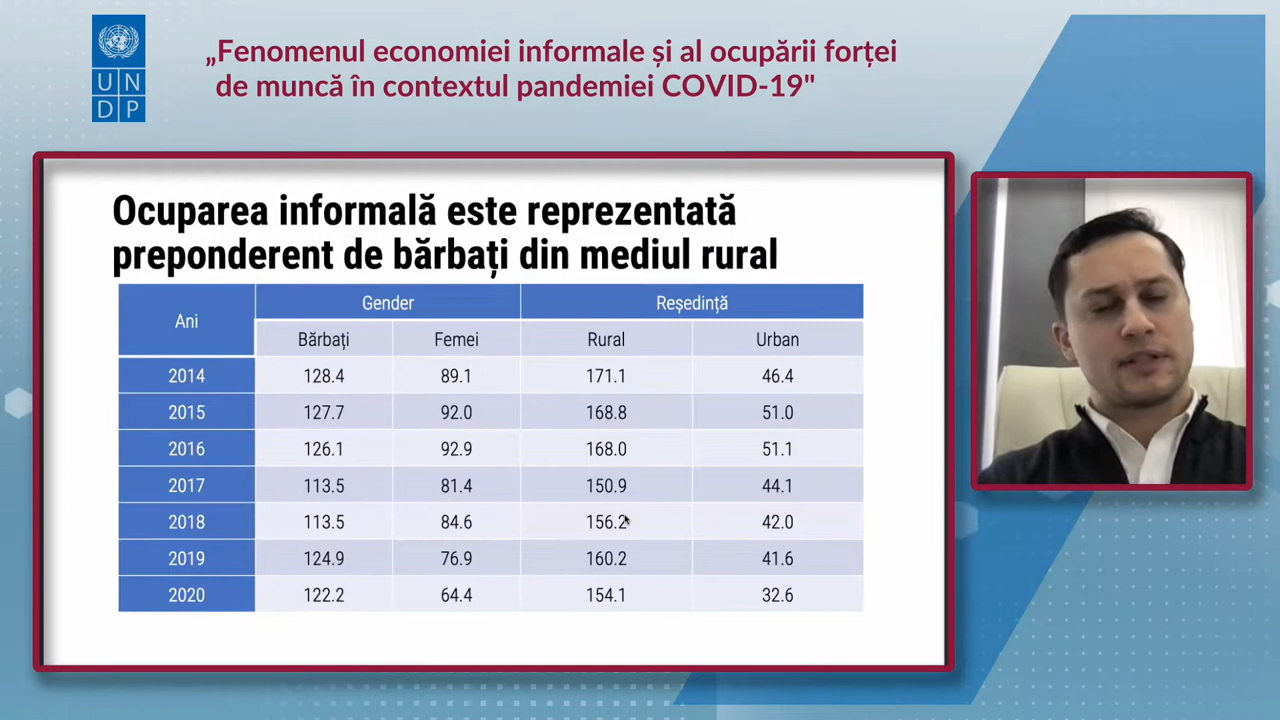 UN
DP
„Fenomenul economiei informale și al ocupării forței
de muncă în contextul pandemiei COVID-19"
Ocuparea informală este reprezentată
preponderent de bărbați din mediul rural
Ani Gender Reședință
Bărbați Femei Rural Urban
2014 128.4 89.1 171.1 46.4
2015 127.7 92.0 168.8 51.0
2016 126.1 92.9 168.0 51.1
2017 113.5 81.4 150.9 44.1
2018 113.5 84.6 156.2 42.0
2019 124.9 76.9 160.2 41.6
2020 122.2 64.4 154.1 32.6